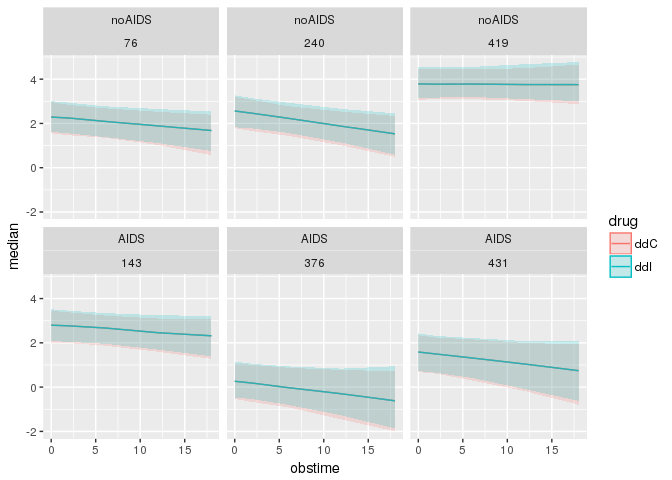 noAIDS noAIDS noAIDS
76 240 419
4
2
0
-2
AIDS AIDS AIDS
143 376 431
4
2
0
-2
0 5 10 15 0 5 10 15 0 5 10 15
obstime
median
drug
ddC
ddI